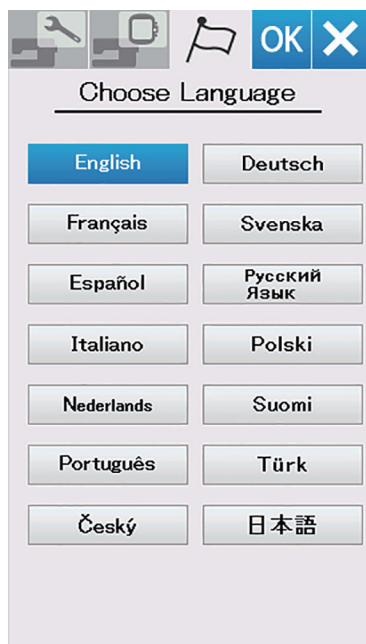 OK
Choose Language
English
Deutsch
Français
Svenska
Español
Русский
Язык
Italiano
Polski
Nederlands
Suomi
Português
Türk
Český
日本語